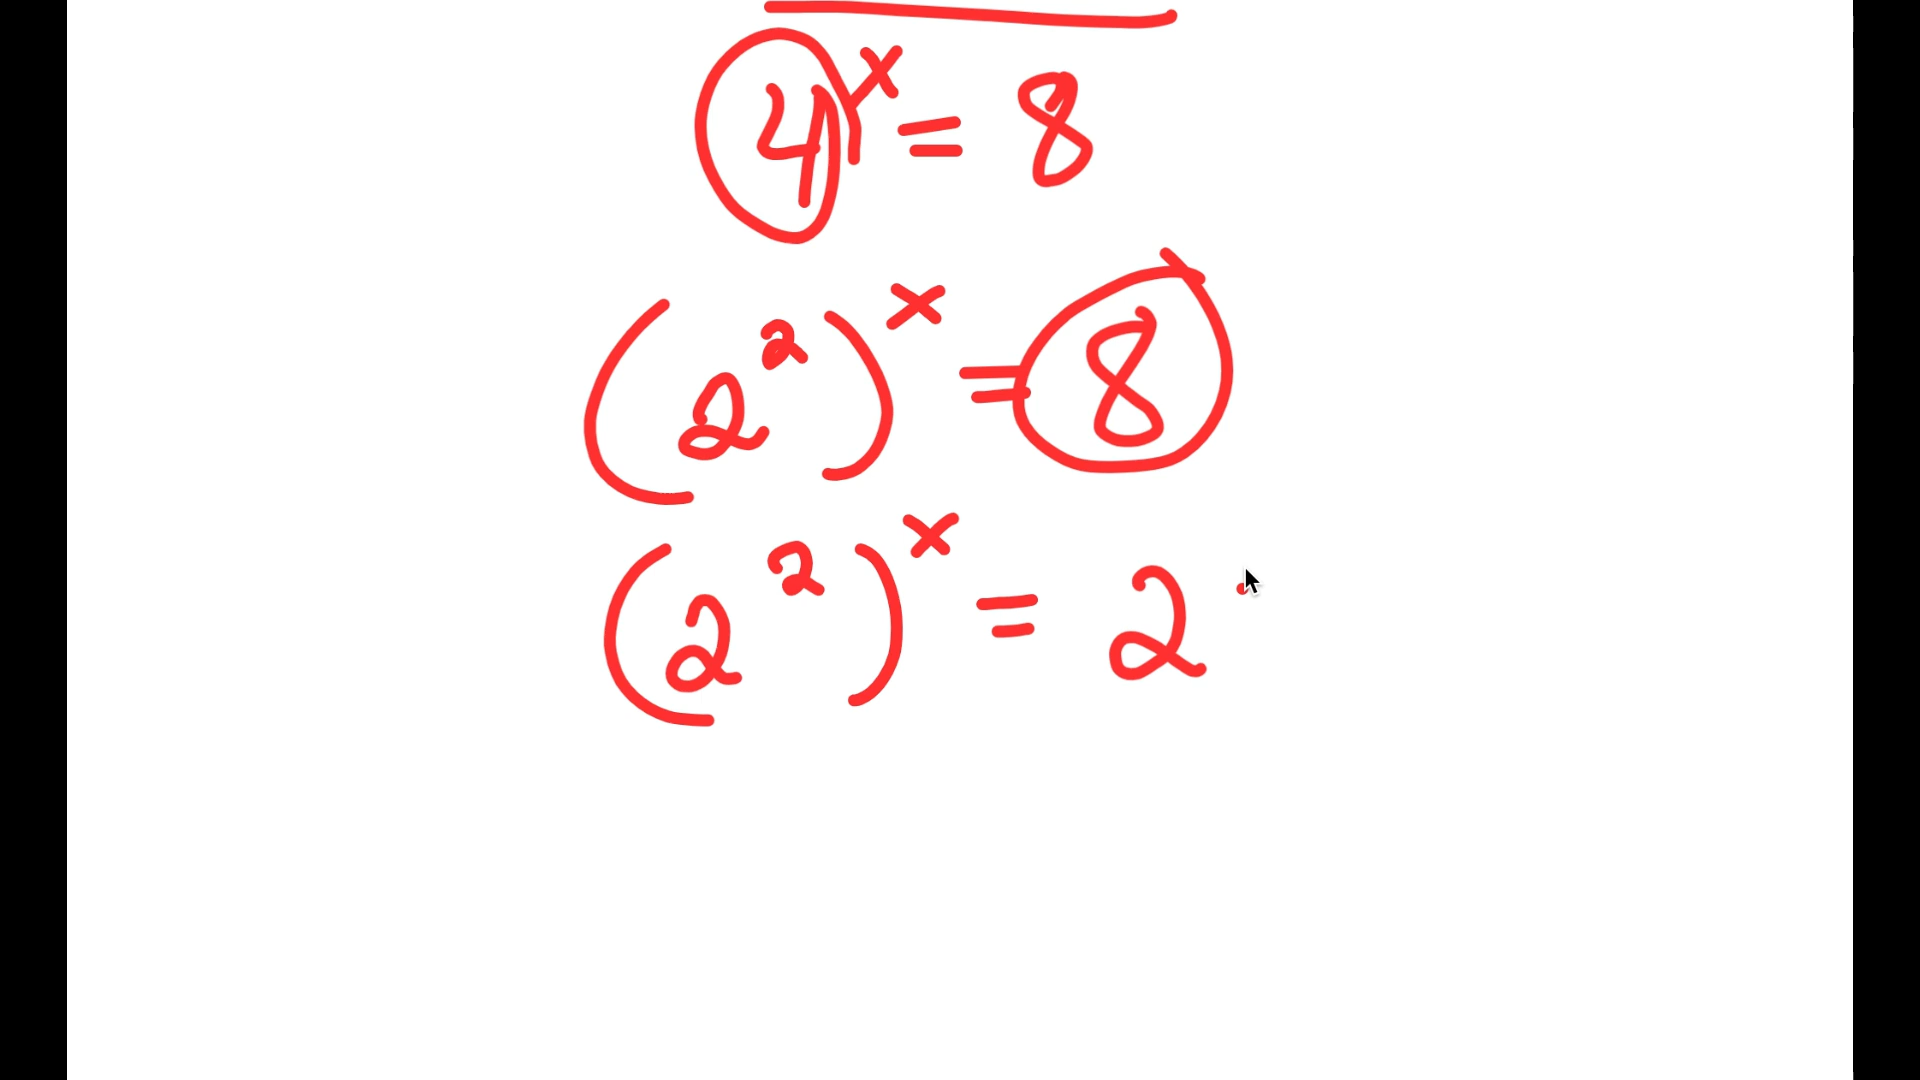 4^x = 8
(2^2)^x = 8
(2^2)^x = 2